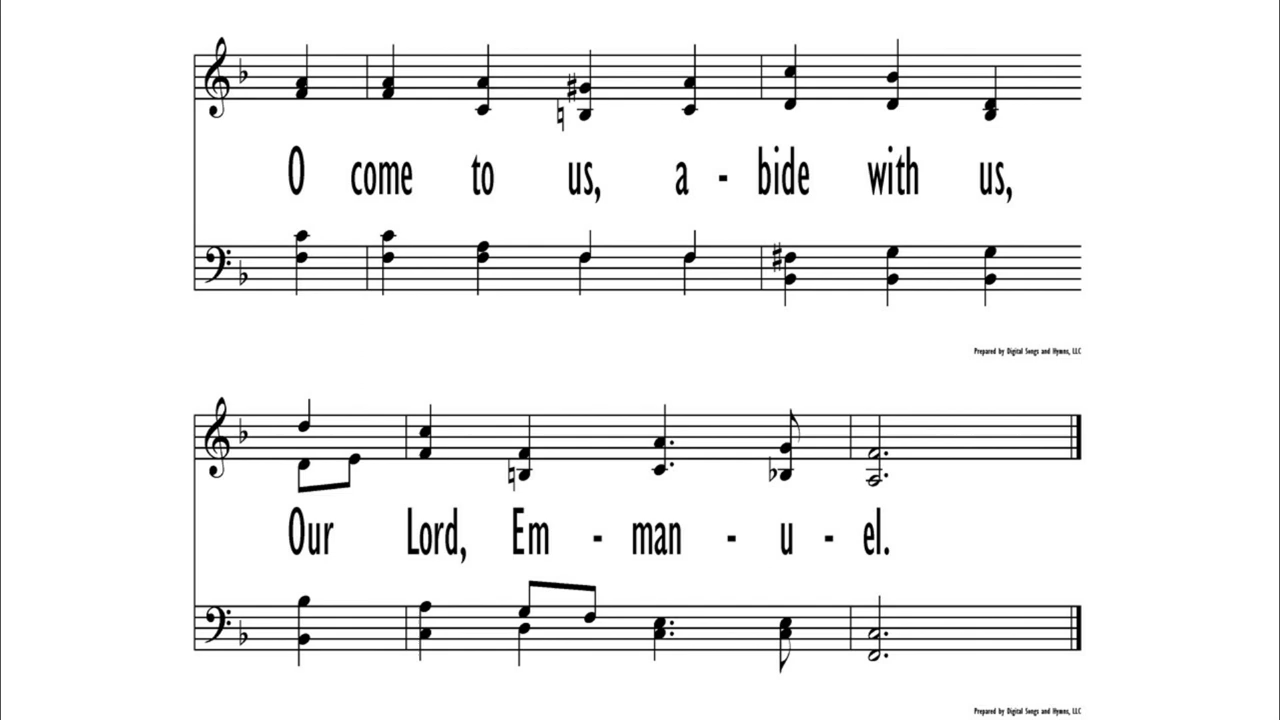 O come to us, a - bide with us,
Prepared by Digital Songs and Hymns, LLC
Our Lord, Em - man - u - el.
Prepared by Digital Songs and Hymns, LLC